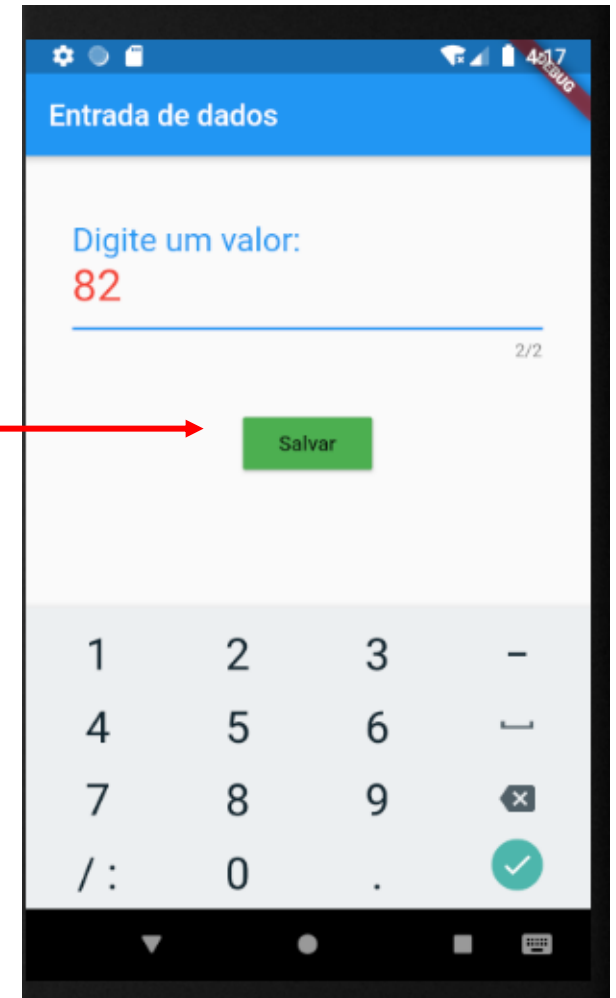 4:17
DEBUG
Entrada de dados
Digite um valor:
82
2/2
Salvar
1 2 3 -
4 5 6
7 8 9
/ : 0 .